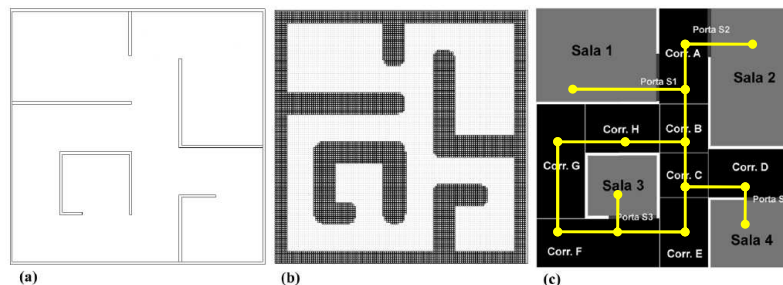 Porta S2
Sala 1
Corr. A
Sala 2
Porta S1
Corr. H
Corr. B
Corr. G
Corr. C
Corr. D
Sala 3
Porta S
Porta S3
Sala 4
Corr. F
Corr. E
(a)
(b)
(c)